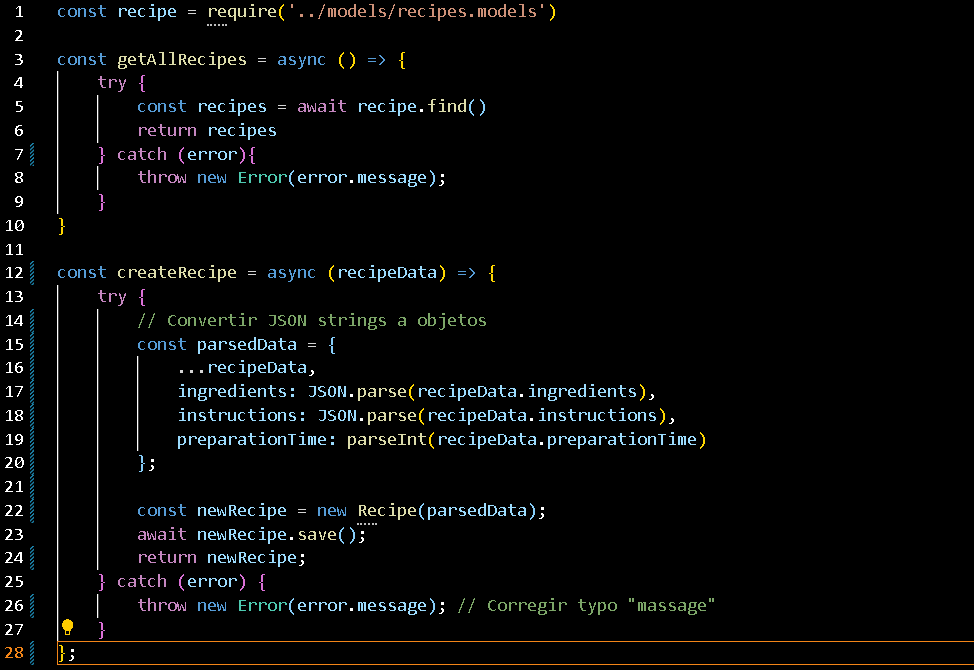 1 const recipe = require('../models/recipes.models')
2
3 const getAllRecipes = async () => {
4     try {
5         const recipes = await recipe.find()
6         return recipes
7     } catch (error){
8         throw new Error(error.message);
9     }
10 }
11
12 const createRecipe = async (recipeData) => {
13     try {
14         // Convertir JSON strings a objetos
15         const parsedData = {
16             ...recipeData,
17             ingredients: JSON.parse(recipeData.ingredients),
18             instructions: JSON.parse(recipeData.instructions),
19             preparationTime: parseInt(recipeData.preparationTime)
20         };
21
22         const newRecipe = new Recipe(parsedData);
23         await newRecipe.save();
24         return newRecipe;
25     } catch (error) {
26         throw new Error(error.message); // Corregir typo "massage"
27     }
28 };